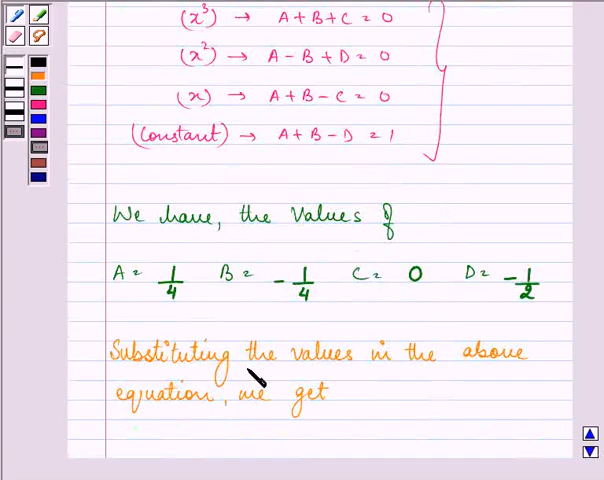 (x³) → A + B + C = 0
(x²) → A − B + D = 0
(x) → A + B − C = 0
(Constant) → A + B − D = 1
We have, the values of
A = 1/4 B = −1/4 C = 0 D = −1/2
Substituting the values in the above
equation, we get